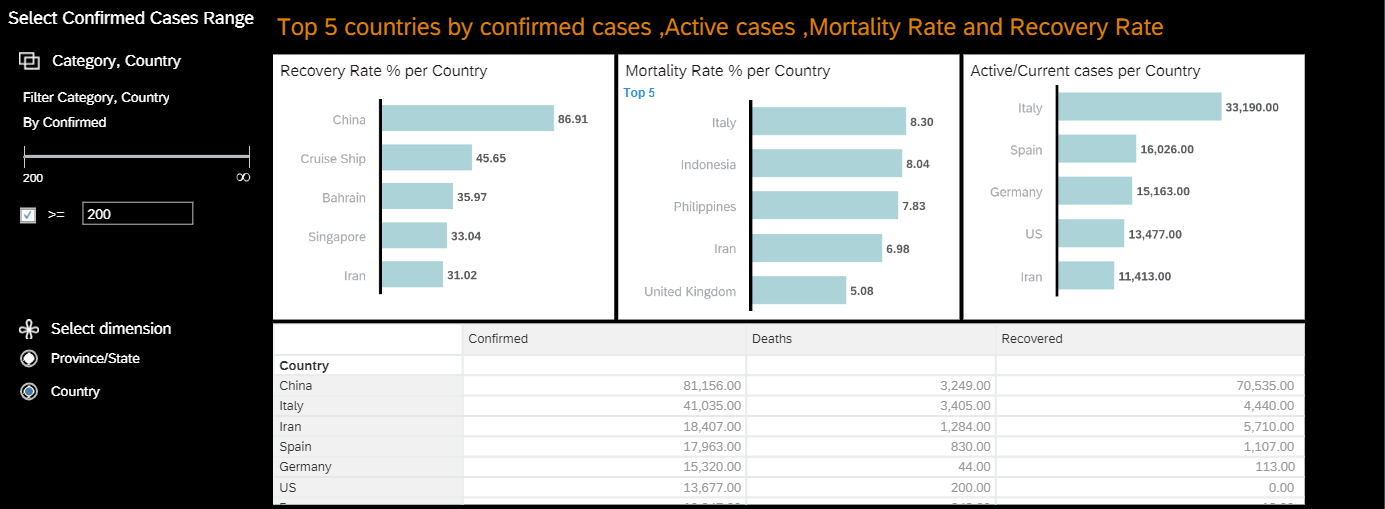 Select Confirmed Cases Range
Top 5 countries by confirmed cases ,Active cases ,Mortality Rate and Recovery Rate
Category, Country
Filter Category, Country
By Confirmed
200 ∞
>= 200
Select dimension
Province/State
Country
Recovery Rate % per Country
China 86.91
Cruise Ship 45.65
Bahrain 35.97
Singapore 33.04
Iran 31.02
Mortality Rate % per Country
Top 5
Italy 8.30
Indonesia 8.04
Philippines 7.83
Iran 6.98
United Kingdom 5.08
Active/Current cases per Country
Italy 33,190.00
Spain 16,026.00
Germany 15,163.00
US 13,477.00
Iran 11,413.00
Confirmed Deaths Recovered
Country
China 81,156.00 3,249.00 70,535.00
Italy 41,035.00 3,405.00 4,440.00
Iran 18,407.00 1,284.00 5,710.00
Spain 17,963.00 830.00 1,107.00
Germany 15,320.00 44.00 113.00
US 13,677.00 200.00 0.00